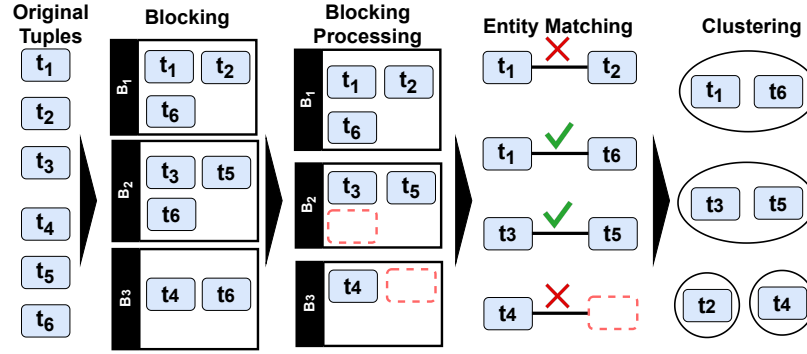 Original Tuples
t1
t2
t3
t4
t5
t6
Blocking
B1
t1 t2
t6
B2
t3 t5
t6
B3
t4 t6
Blocking Processing
B1
t1 t2
t6
B2
t3 t5
B3
t4
Entity Matching
t1 t2
t1 t6
t3 t5
t4
Clustering
t1 t6
t3 t5
t2 t4